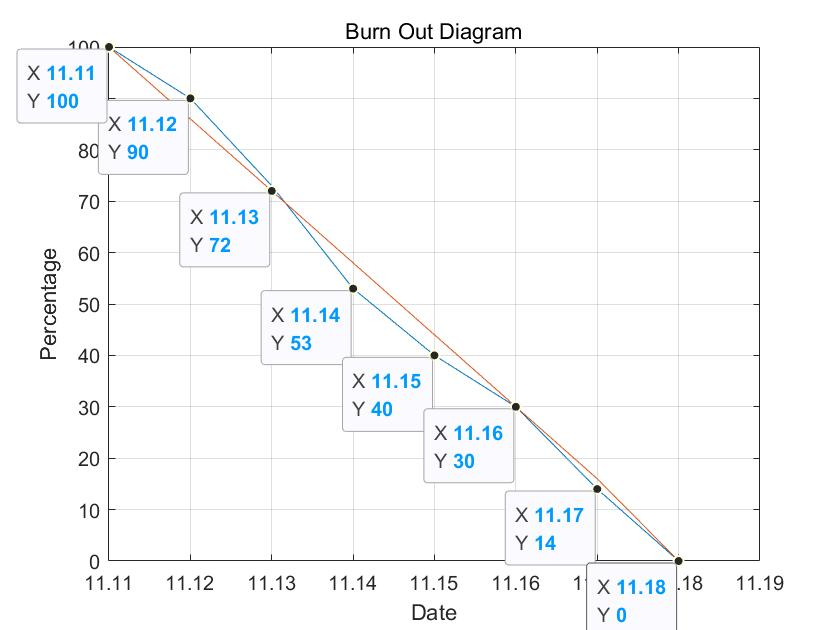 Burn Out Diagram
100
X 11.11
Y 100
X 11.12
Y 90
80
70
X 11.13
Y 72
60
50
X 11.14
Y 53
40
X 11.15
Y 40
30
X 11.16
Y 30
20
10
X 11.17
Y 14
0
Percentage
11.11 11.12 11.13 11.14 11.15 11.16 .18 11.19
X 11.18
Y 0
Date